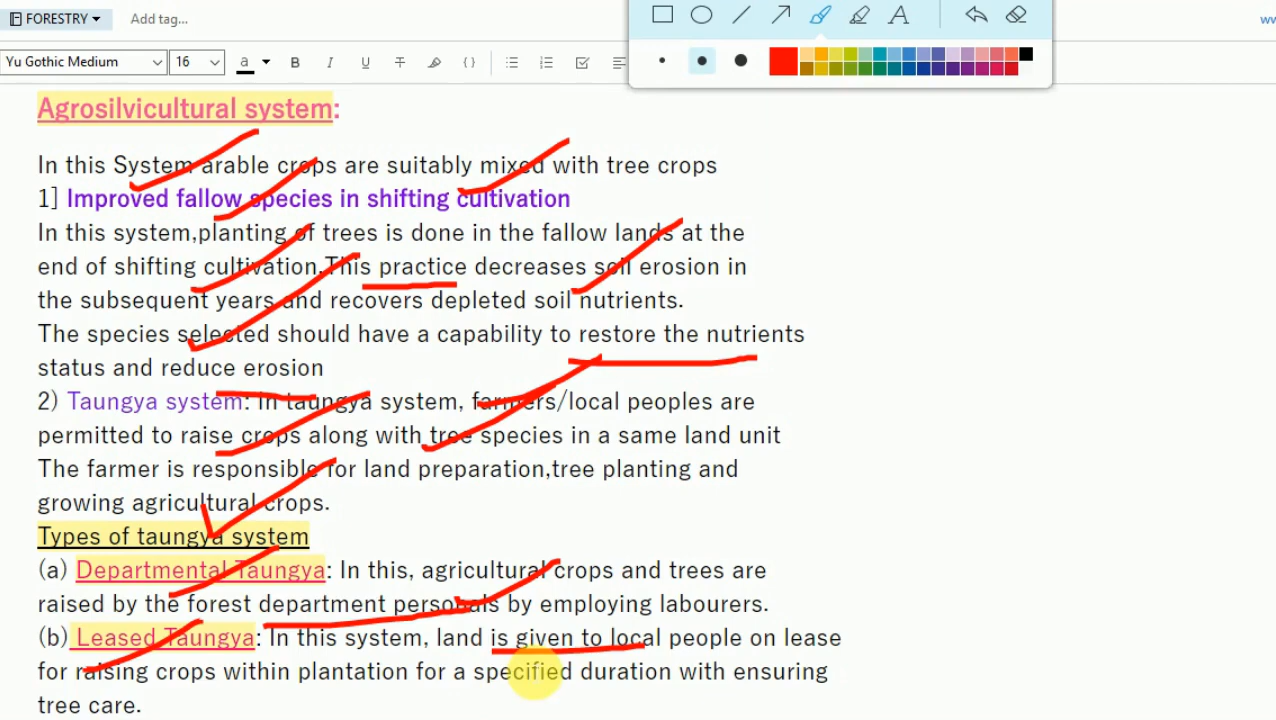 FORESTRY
Add tag...
Yu Gothic Medium 16 a B I U T {}
A
Agrosilvicultural system:
In this System arable crops are suitably mixed with tree crops
1] Improved fallow species in shifting cultivation
In this system,planting of trees is done in the fallow lands at the
end of shifting cultivation.This practice decreases soil erosion in
the subsequent years and recovers depleted soil nutrients.
The species selected should have a capability to restore the nutrients
status and reduce erosion
2) Taungya system: In taungya system, farmers/local peoples are
permitted to raise crops along with tree species in a same land unit
The farmer is responsible for land preparation,tree planting and
growing agricultural crops.
Types of taungya system
(a) Departmental Taungya: In this, agricultural crops and trees are
raised by the forest department personals by employing labourers.
(b) Leased Taungya: In this system, land is given to local people on lease
for raising crops within plantation for a specified duration with ensuring
tree care.